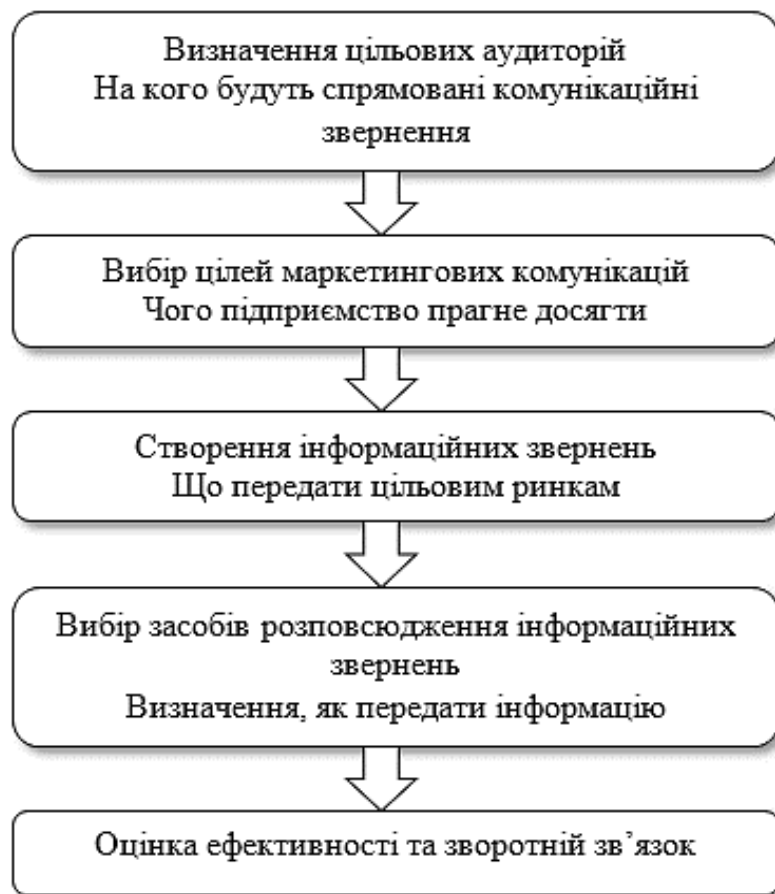 Визначення цільових аудиторій
На кого будуть спрямовані комунікаційні
звернення
Вибір цілей маркетингових комунікацій
Чого підприємство прагне досягти
Створення інформаційних звернень
Що передати цільовим ринкам
Вибір засобів розповсюдження інформаційних
звернень
Визначення, як передати інформацію
Оцінка ефективності та зворотній зв’язок